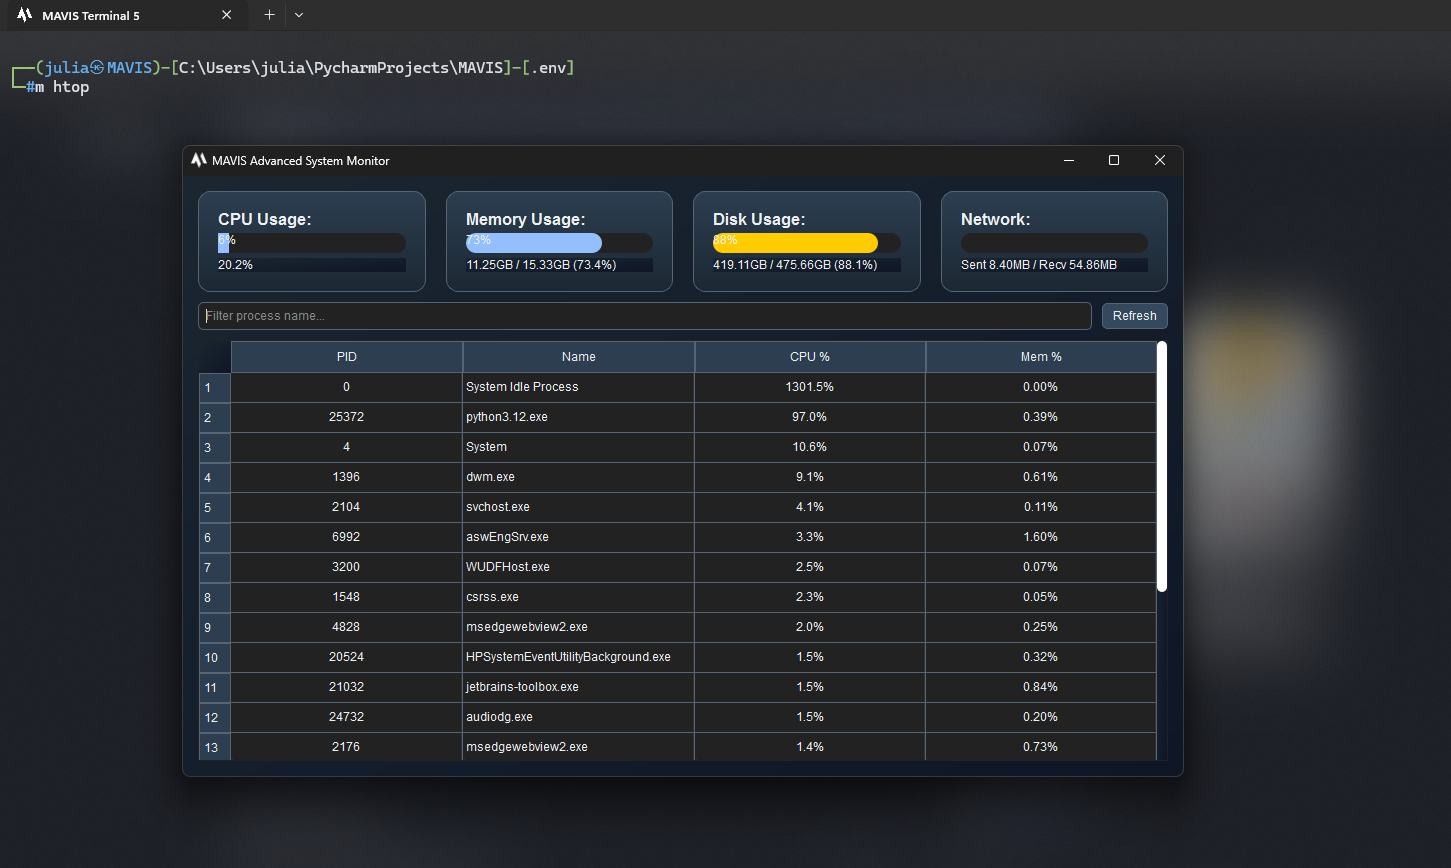 MAVIS Terminal 5
┌──(julia㉿MAVIS)-[C:\Users\julia\PycharmProjects\MAVIS]-[.env]
└─#m htop
MAVIS Advanced System Monitor
CPU Usage:
6%
20.2%
Memory Usage:
73%
11.25GB / 15.33GB (73.4%)
Disk Usage:
88%
419.11GB / 475.66GB (88.1%)
Network:
Sent 8.40MB / Recv 54.86MB
Filter process name...
Refresh
PID Name CPU % Mem %
1 0 System Idle Process 1301.5% 0.00%
2 25372 python3.12.exe 97.0% 0.39%
3 4 System 10.6% 0.07%
4 1396 dwm.exe 9.1% 0.61%
5 2104 svchost.exe 4.1% 0.11%
6 6992 aswEngSrv.exe 3.3% 1.60%
7 3200 WUDFHost.exe 2.5% 0.07%
8 1548 csrss.exe 2.3% 0.05%
9 4828 msedgewebview2.exe 2.0% 0.25%
10 20524 HPSystemEventUtilityBackground.exe 1.5% 0.32%
11 21032 jetbrains-toolbox.exe 1.5% 0.84%
12 24732 audiodg.exe 1.5% 0.20%
13 2176 msedgewebview2.exe 1.4% 0.73%